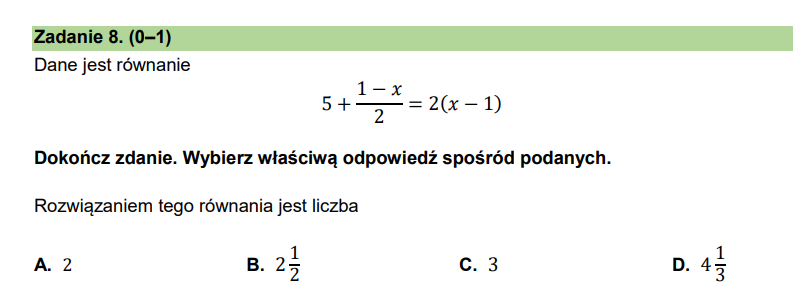 Zadanie 8. (0–1)
Dane jest równanie
5 + \frac{1 − x}{2} = 2(x − 1)
Dokończ zdanie. Wybierz właściwą odpowiedź spośród podanych.
Rozwiązaniem tego równania jest liczba
A. 2 B. 2\frac{1}{2} C. 3 D. 4\frac{1}{3}